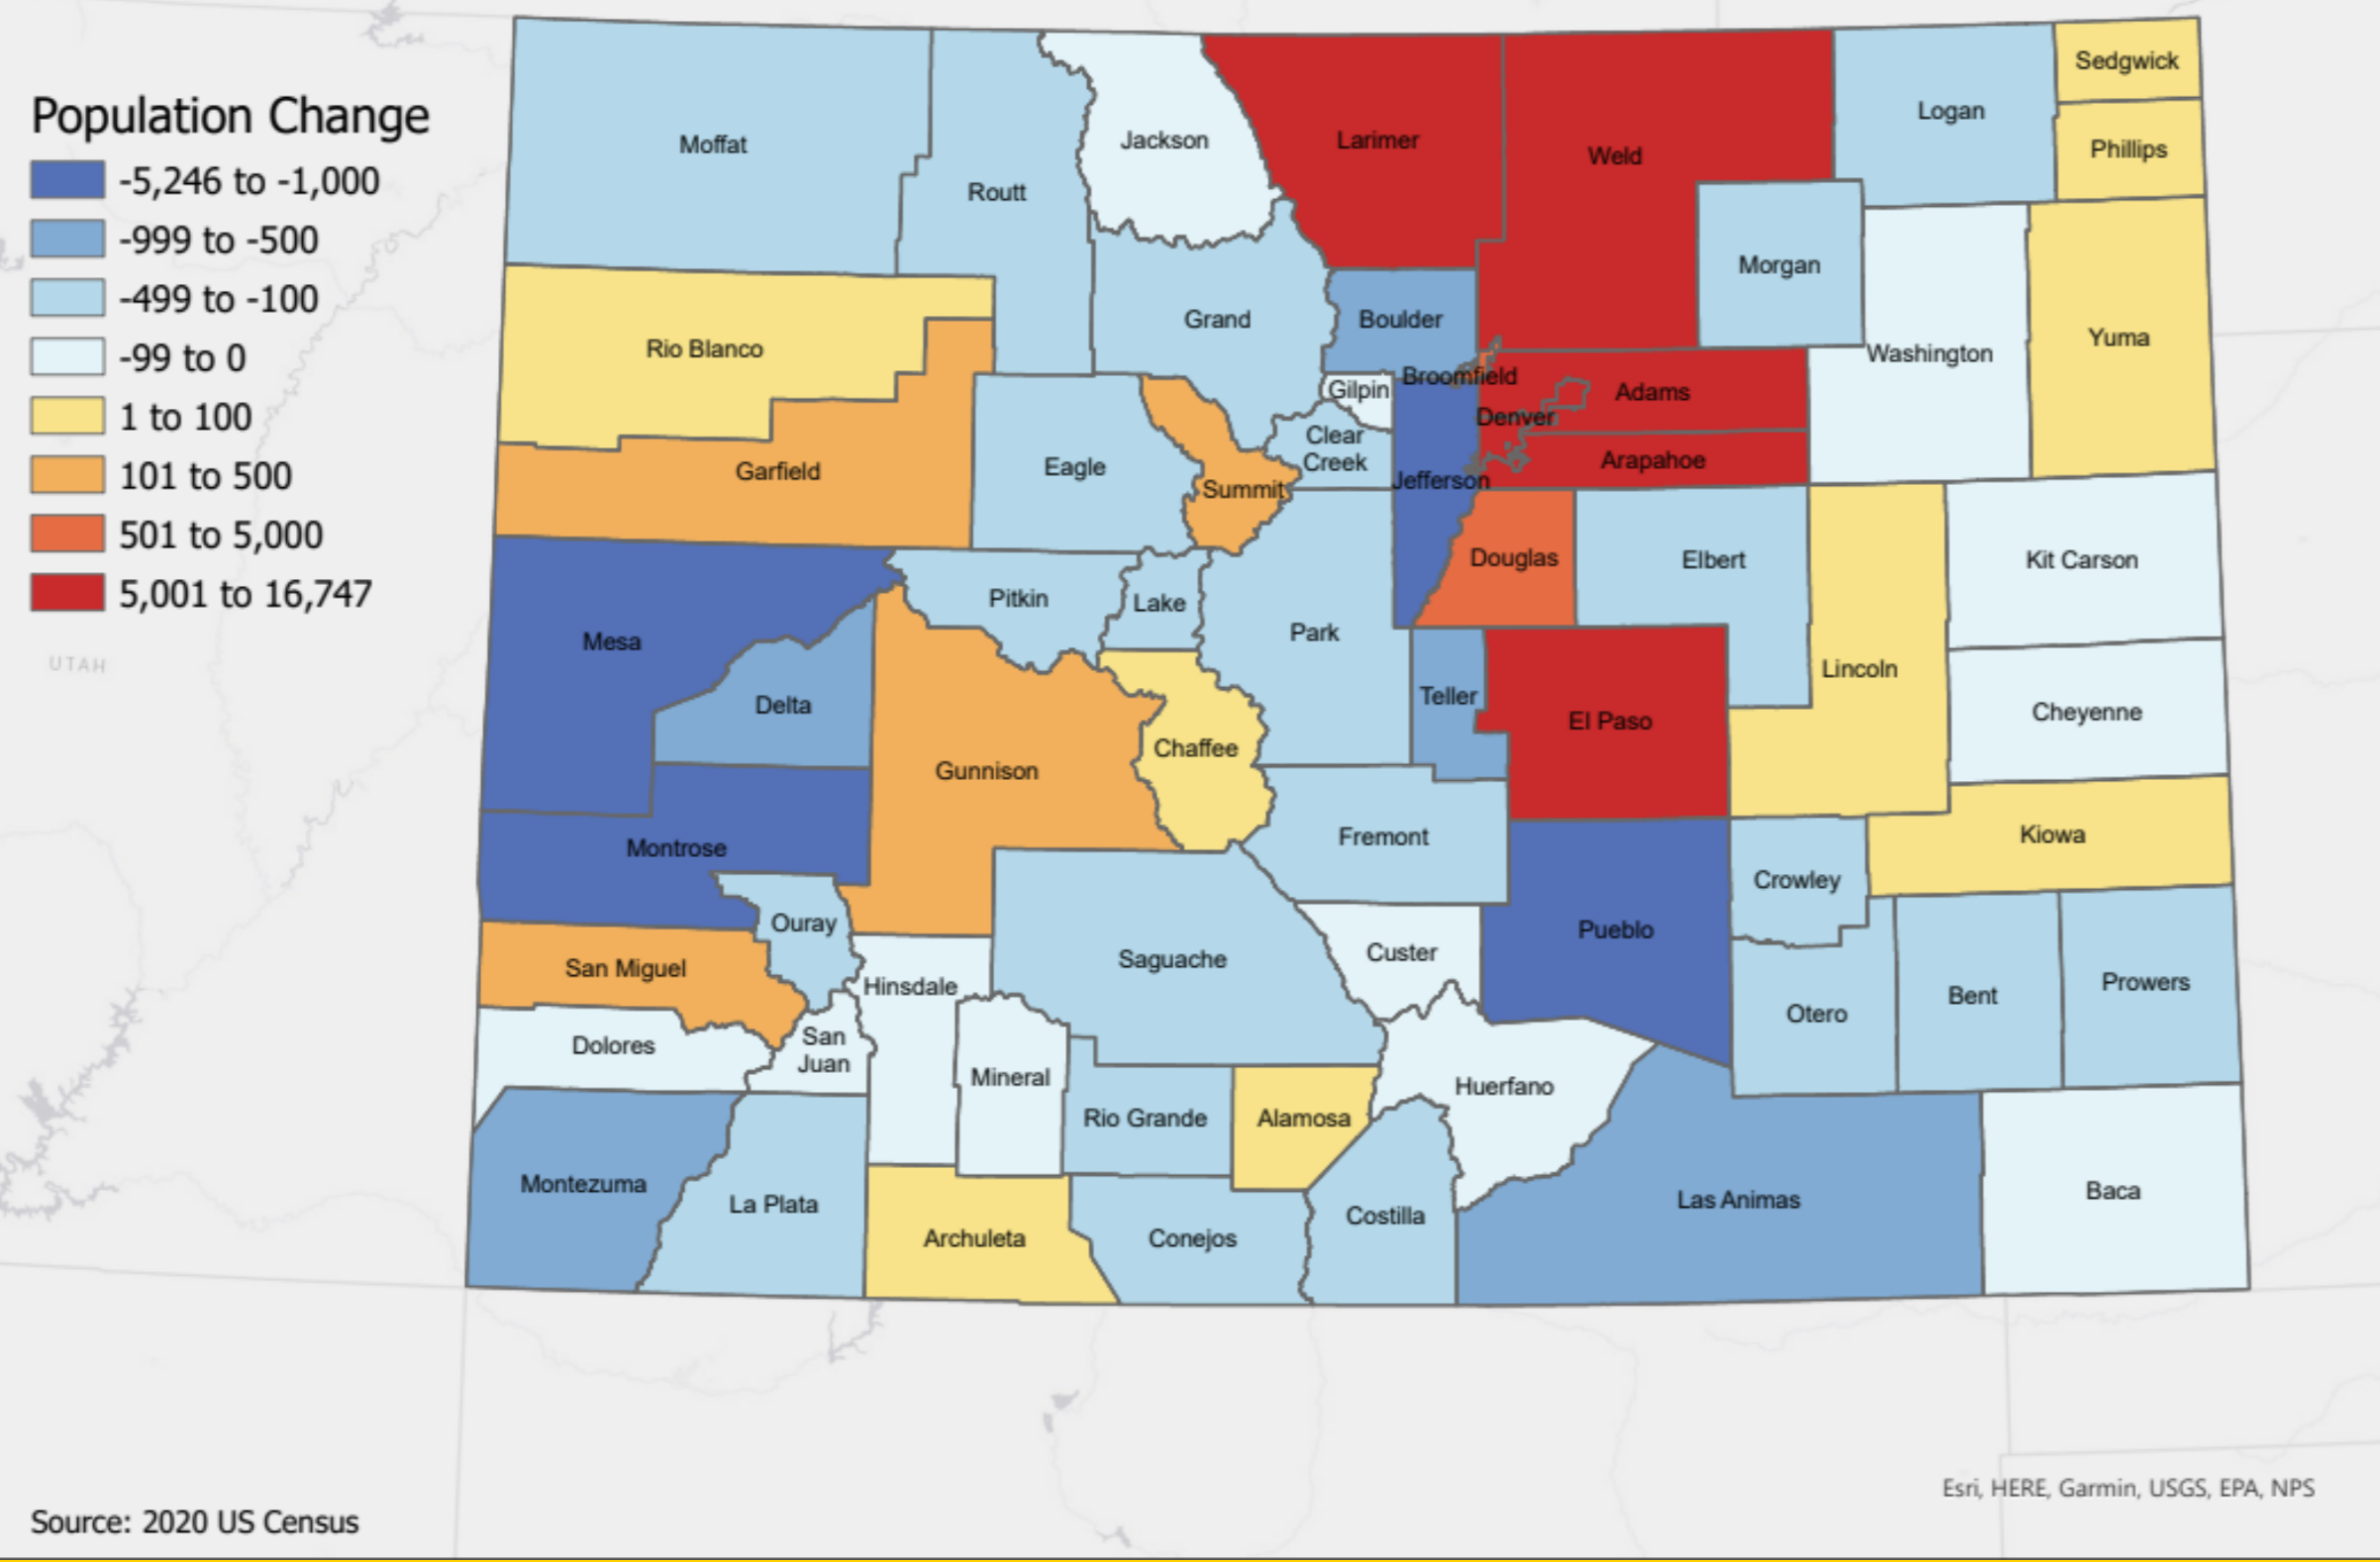 Population Change
-5,246 to -1,000
-999 to -500
-499 to -100
-99 to 0
1 to 100
101 to 500
501 to 5,000
5,001 to 16,747
UTAH
Moffat
Routt
Jackson
Larimer
Weld
Logan
Sedgwick
Phillips
Morgan
Washington
Yuma
Rio Blanco
Grand
Boulder
Broomfield
Gilpin
Adams
Denver
Clear
Creek
Arapahoe
Garfield
Eagle
Summit
Jefferson
Douglas
Elbert
Kit Carson
Mesa
Pitkin
Lake
Park
Delta
Teller
El Paso
Lincoln
Cheyenne
Gunnison
Chaffee
Montrose
Fremont
Kiowa
Crowley
Ouray
Pueblo
San Miguel
Hinsdale
Saguache
Custer
Otero
Bent
Prowers
Dolores
San
Juan
Mineral
Huerfano
Rio Grande
Alamosa
Montezuma
La Plata
Archuleta
Conejos
Costilla
Las Animas
Baca
Esri, HERE, Garmin, USGS, EPA, NPS
Source: 2020 US Census